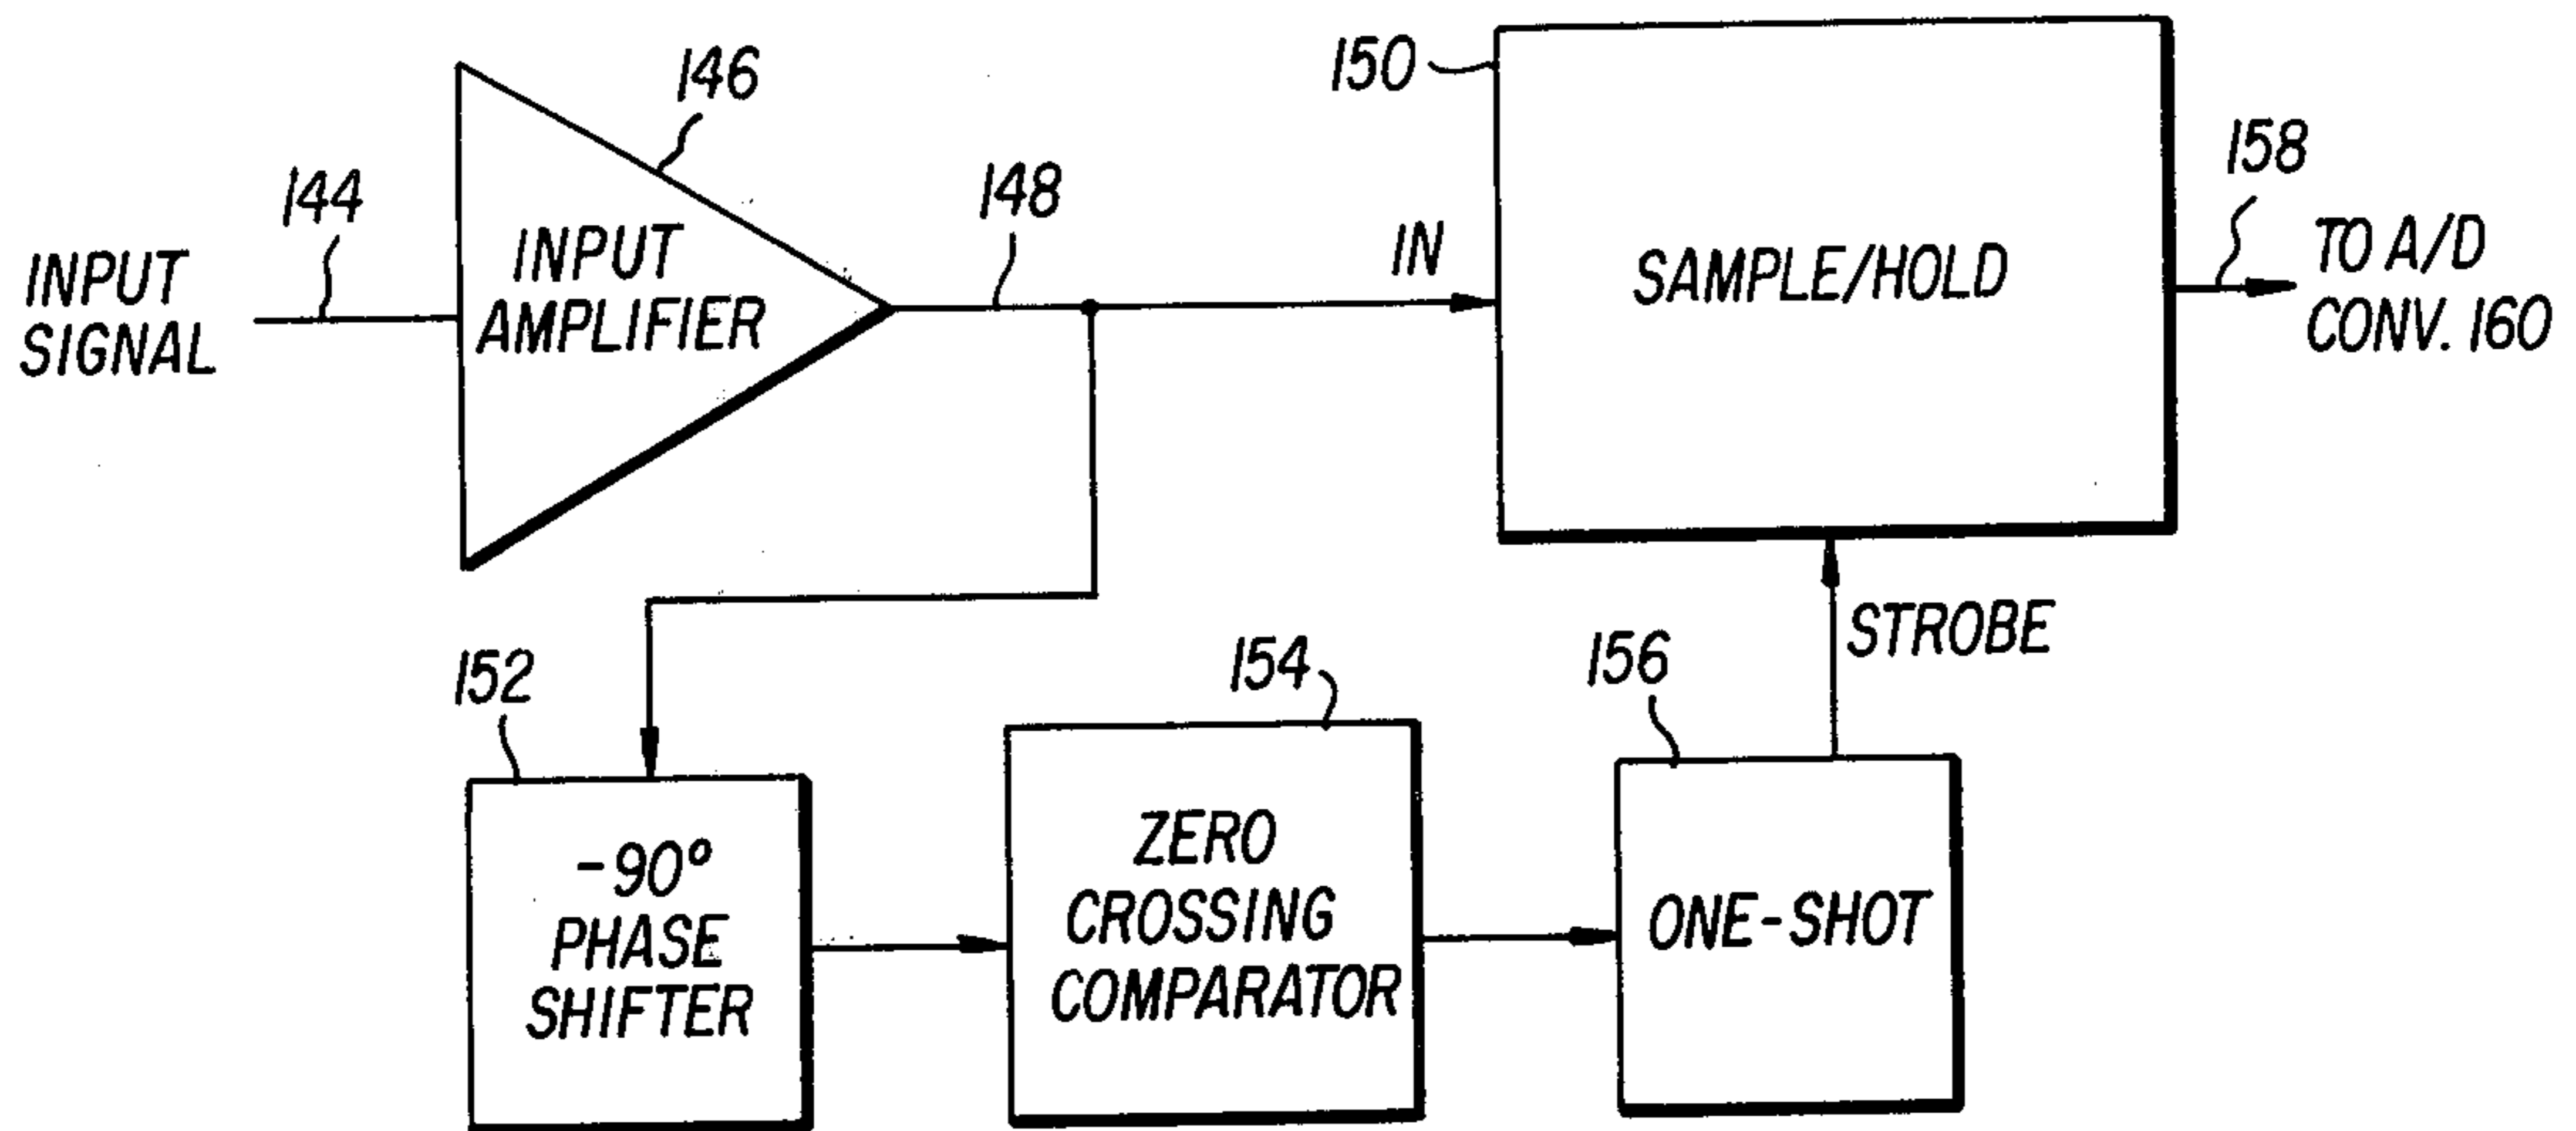 146
150
144
148
158
INPUT
SIGNAL
INPUT
AMPLIFIER
IN
SAMPLE/HOLD
TO A/D
CONV. 160
152
154
156
STROBE
-90°
PHASE
SHIFTER
ZERO
CROSSING
COMPARATOR
ONE-SHOT